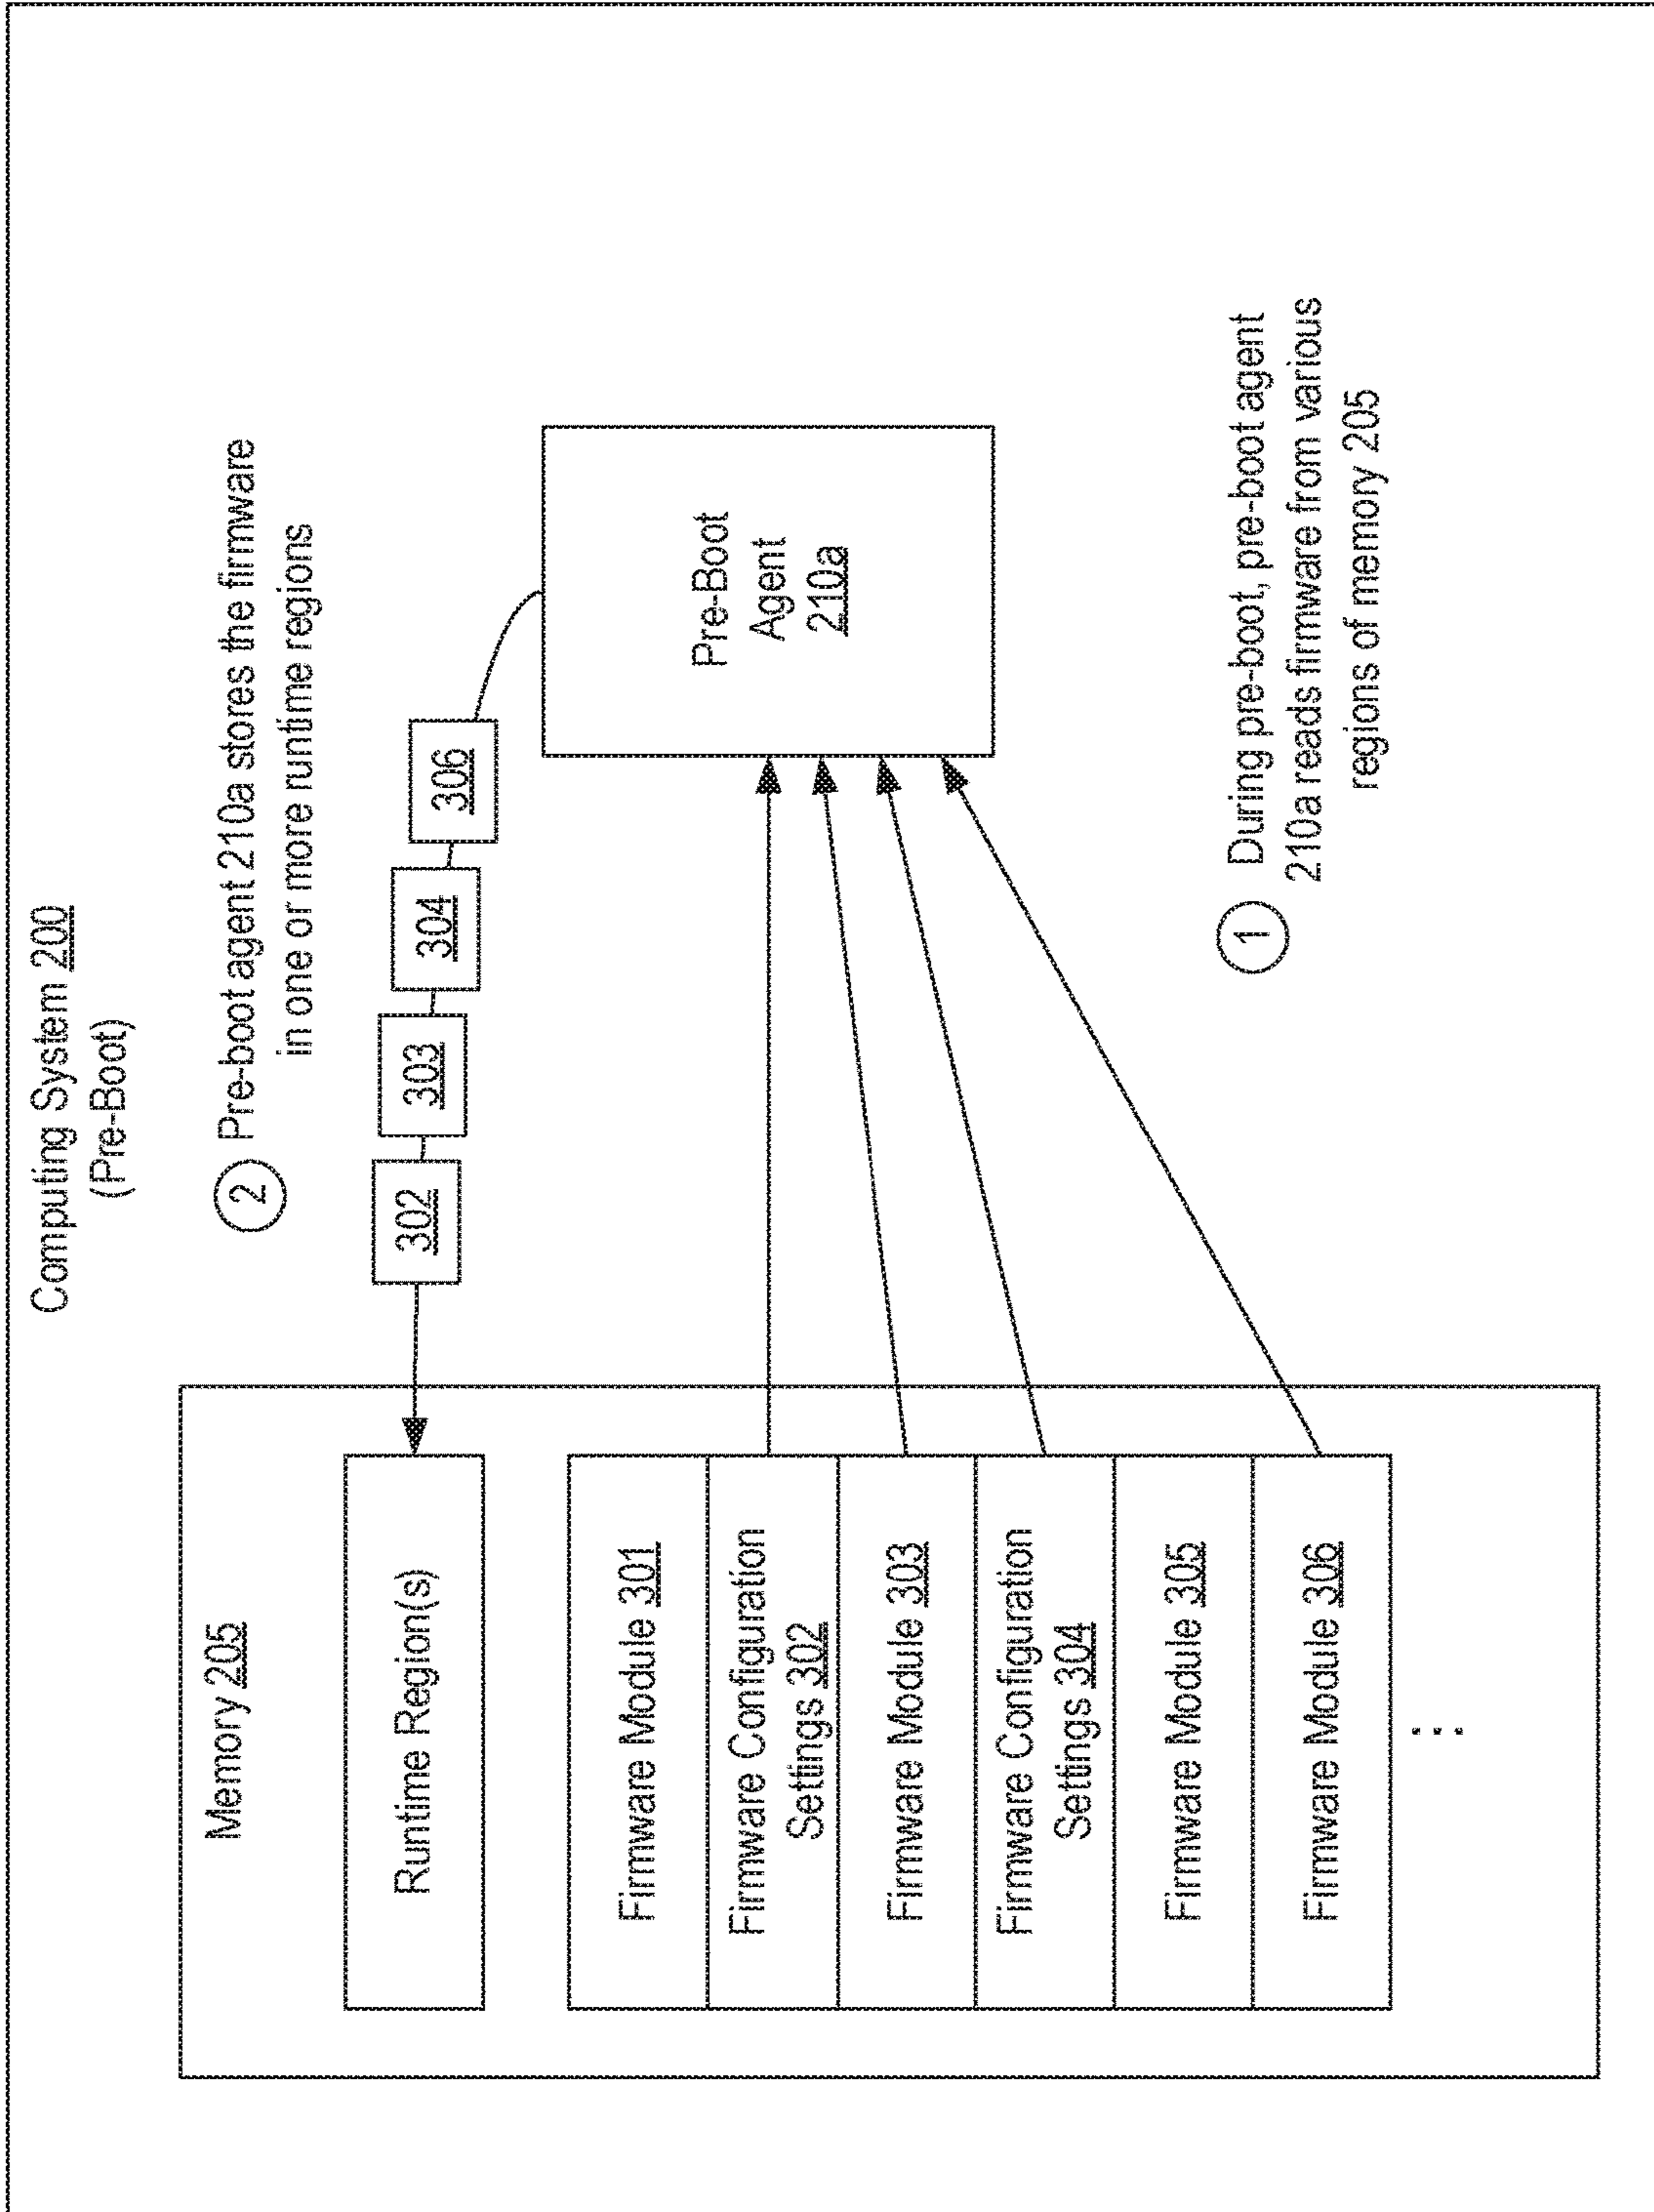 Computing System 200
(Pre-Boot)
Memory 205
Runtime Region(s)
Firmware Module 301
Firmware Configuration
Settings 302
Firmware Module 303
Firmware Configuration
Settings 304
Firmware Module 305
Firmware Module 306
...
2 Pre-boot agent 210a stores the firmware
in one or more runtime regions
302
303
304
306
Pre-Boot
Agent
210a
1 During pre-boot, pre-boot agent
210a reads firmware from various
regions of memory 205